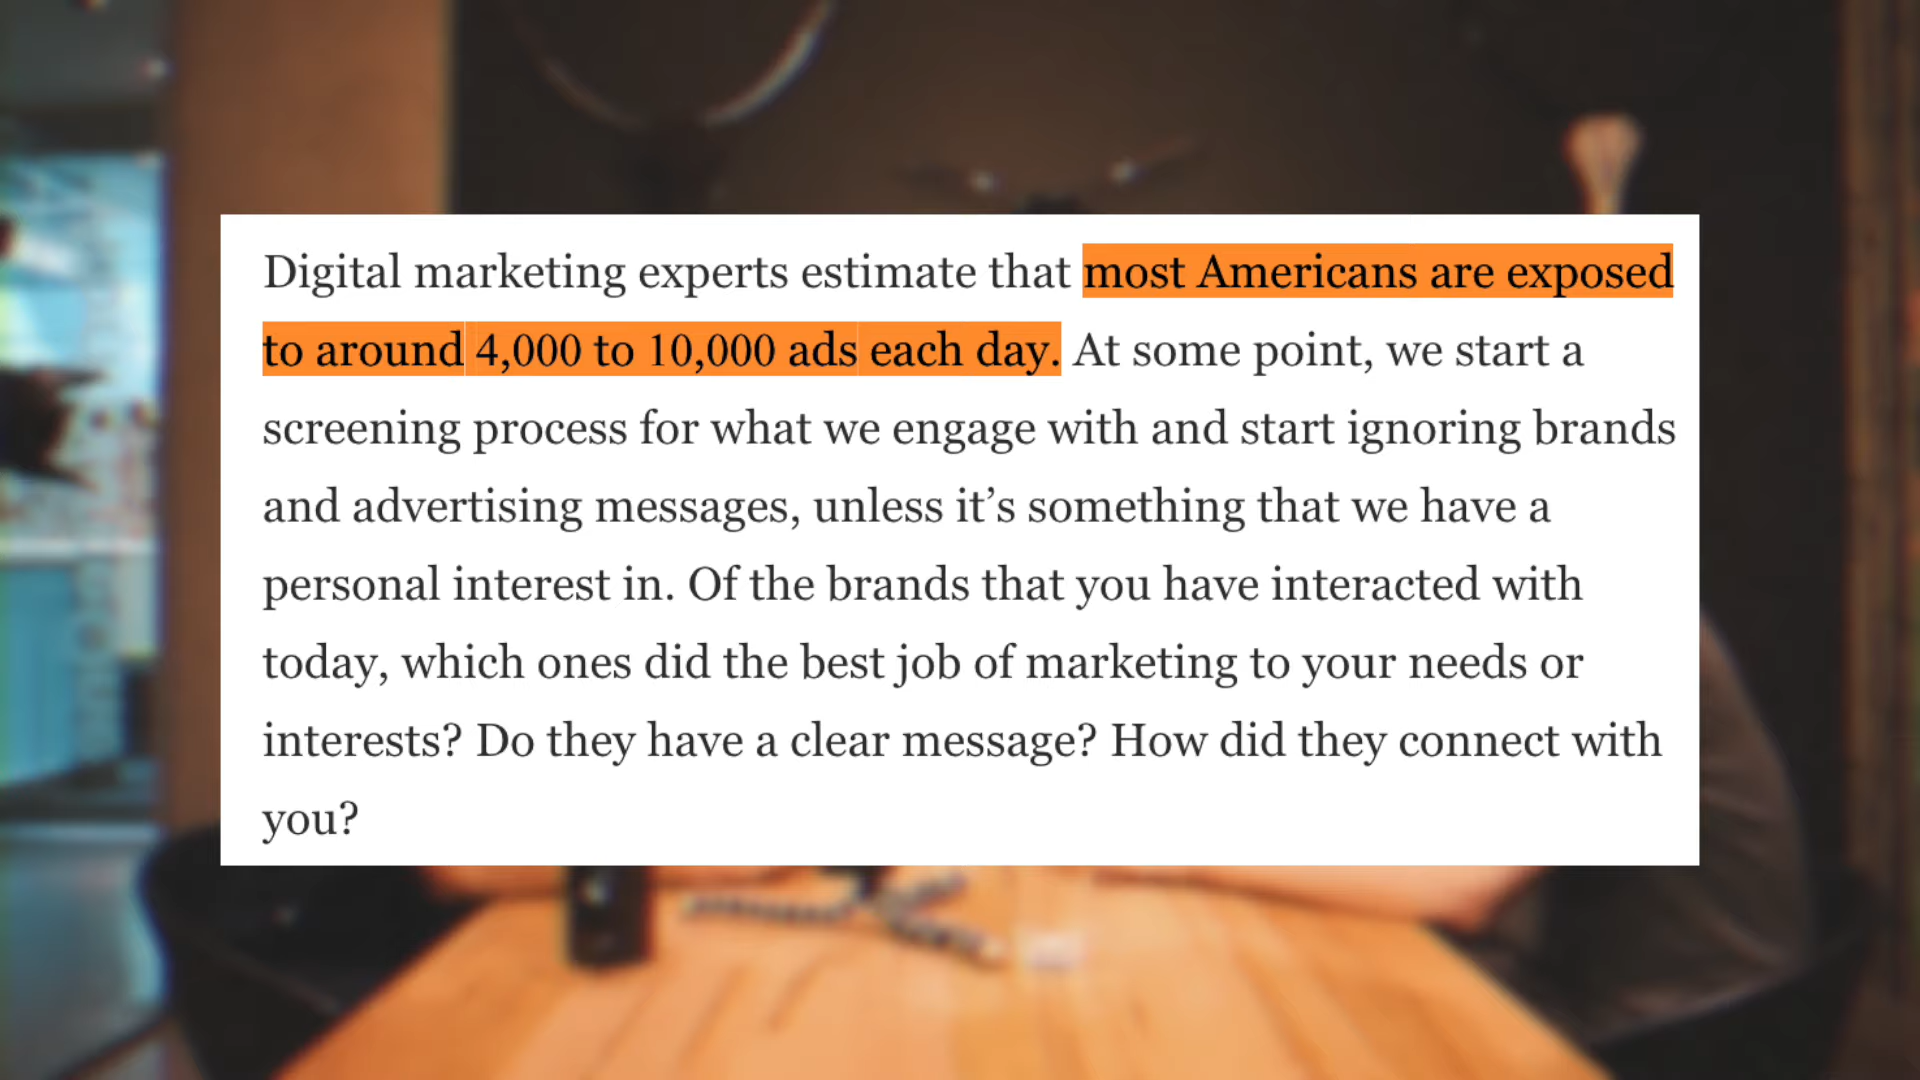 Digital marketing experts estimate that most Americans are exposed
to around 4,000 to 10,000 ads each day. At some point, we start a
screening process for what we engage with and start ignoring brands
and advertising messages, unless it’s something that we have a
personal interest in. Of the brands that you have interacted with
today, which ones did the best job of marketing to your needs or
interests? Do they have a clear message? How did they connect with
you?